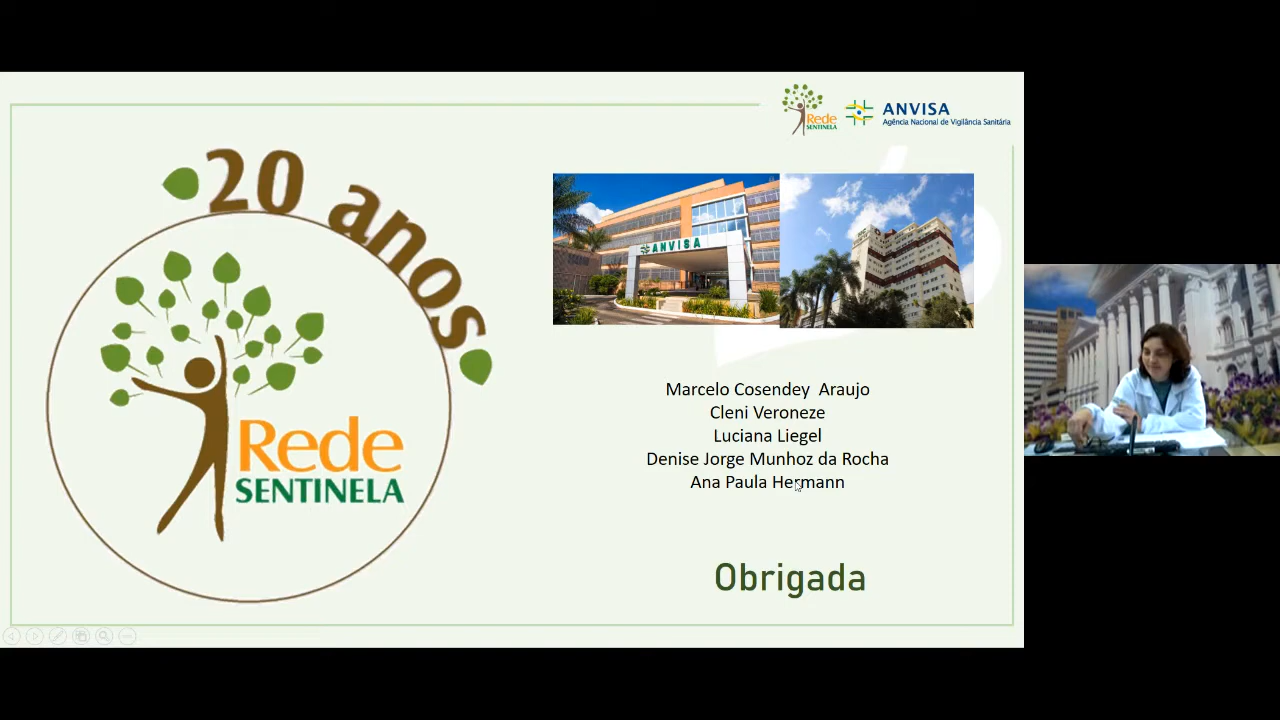 Rede
SENTINELA
ANVISA
Agência Nacional de Vigilância Sanitária
20 anos
Rede
SENTINELA
ANVISA
Marcelo Cosendey Araujo
Cleni Veroneze
Luciana Liegel
Denise Jorge Munhoz da Rocha
Ana Paula Hermann
Obrigada